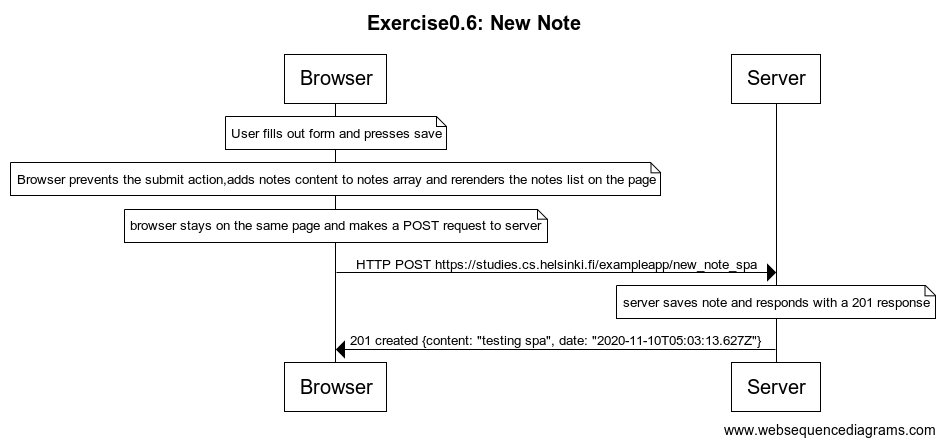 Exercise0.6: New Note
Browser
Server
User fills out form and presses save
Browser prevents the submit action,adds notes content to notes array and rerenders the notes list on the page
browser stays on the same page and makes a POST request to server
HTTP POST https://studies.cs.helsinki.fi/exampleapp/new_note_spa
server saves note and responds with a 201 response
201 created {content: "testing spa", date: "2020-11-10T05:03:13.627Z"}
Browser
Server
www.websequencediagrams.com